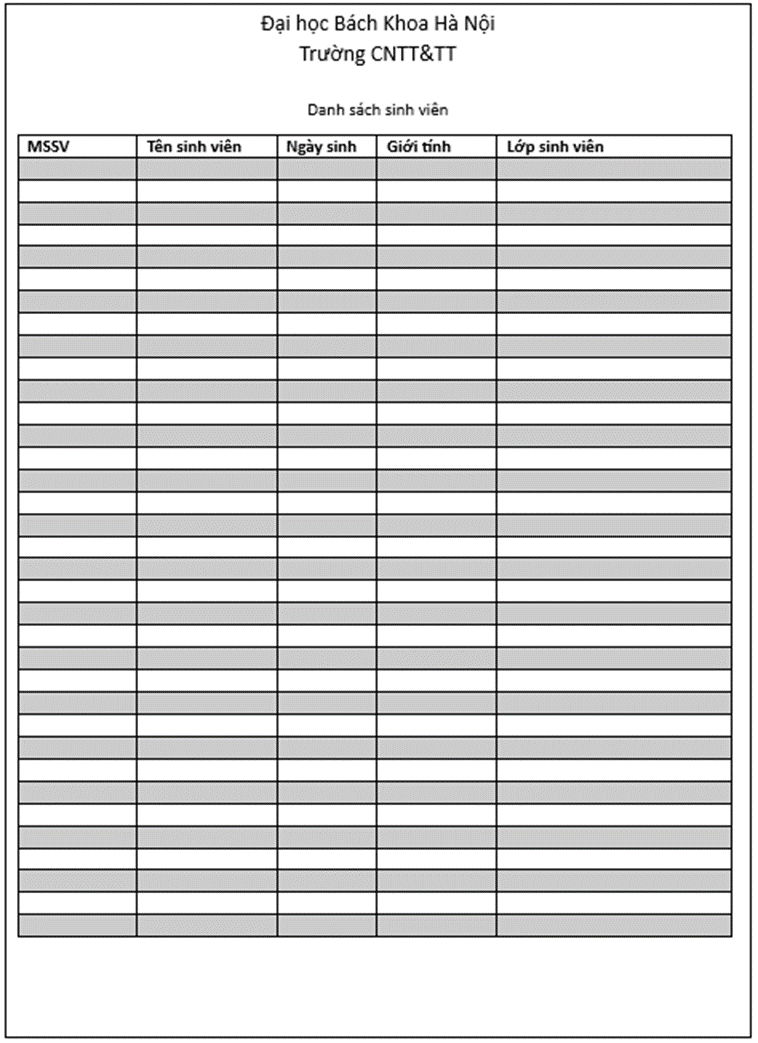 Đại học Bách Khoa Hà Nội
Trường CNTT&TT
Danh sách sinh viên
MSSV Tên sinh viên Ngày sinh Giới tính Lớp sinh viên